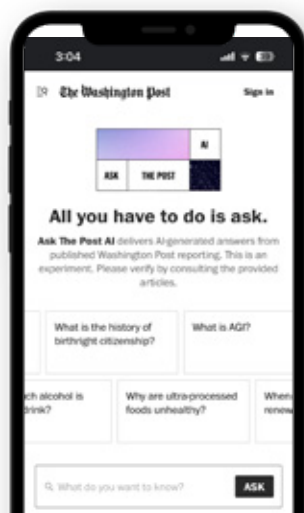 3:04
The Washington Post
Sign in
AI
ASK
THE POST
All you have to do is ask.
Ask The Post AI delivers AI-generated answers from
published Washington Post reporting. This is an
experiment. Please verify by consulting the provided
articles.
What is the history of
birthright citizenship?
What is AGI?
ch alcohol is
drink?
Why are ultra-processed
foods unhealthy?
When
renew
What do you want to know?
ASK